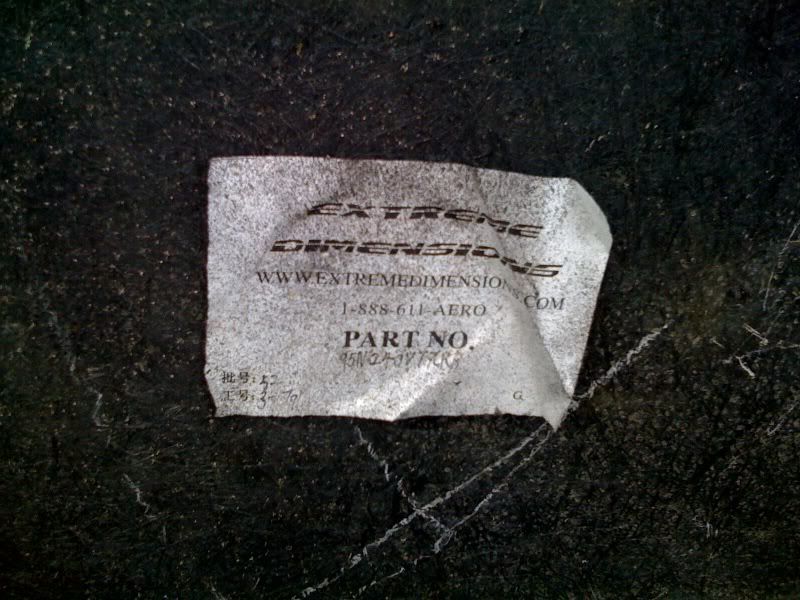 EXTREME
DIMENSIONS
WWW.EXTREMEDIMENSIONS.COM
1-888-611-AERO
PART NO.
批号:
工号:
G